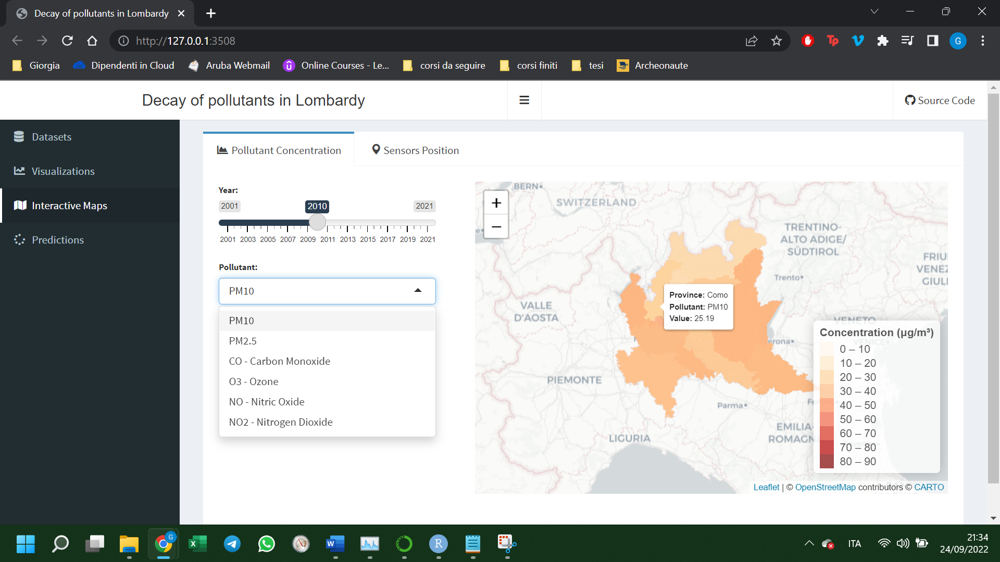 Decay of pollutants in Lombardy
http://127.0.0.1:3508
Tp
G
Giorgia
Dipendenti in Cloud
Aruba Webmail
Online Courses - Le...
corsi da seguire
corsi finiti
tesi
Archeonaute
Decay of pollutants in Lombardy
Source Code
Datasets
Visualizations
Interactive Maps
Predictions
Pollutant Concentration
Sensors Position
Year:
2001 2010 2021
2001 2003 2005 2007 2009 2011 2013 2015 2017 2019 2021
Pollutant:
PM10
PM10
PM2.5
CO - Carbon Monoxide
O3 - Ozone
NO - Nitric Oxide
NO2 - Nitrogen Dioxide
+
−
BERN
SWITZERLAND
TRENTINO-
ALTO ADIGE/
SÜDTIROL
FRIU
VENEZ
GIULI
Trento
VALLE
D'AOSTA
Province: Como
Pollutant: PM10
Value: 25.19
VENETO
erona
VENICE
PIEMONTE
Parma
Fe
EMILIA-
ROMAGN
LIGURIA
Concentration (µg/m³)
0 – 10
10 – 20
20 – 30
30 – 40
40 – 50
50 – 60
60 – 70
70 – 80
80 – 90
Leaflet | © OpenStreetMap contributors © CARTO
G
X
W
R
ITA
21:34
24/09/2022